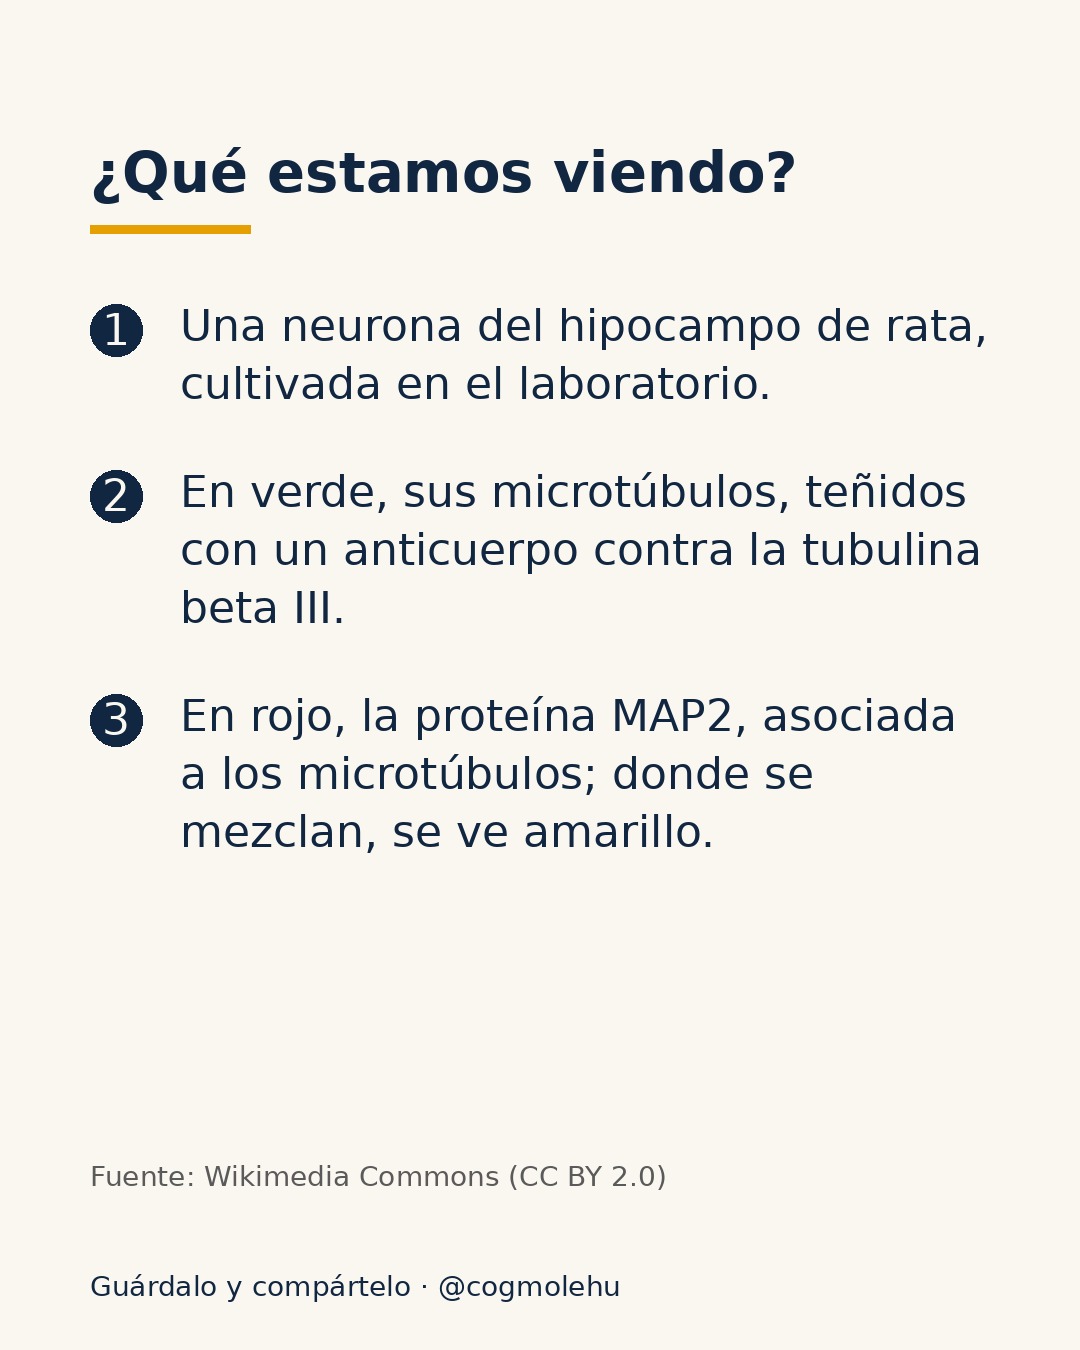 ¿Qué estamos viendo?
1 Una neurona del hipocampo de rata,
cultivada en el laboratorio.
2 En verde, sus microtúbulos, teñidos
con un anticuerpo contra la tubulina
beta III.
3 En rojo, la proteína MAP2, asociada
a los microtúbulos; donde se
mezclan, se ve amarillo.
Fuente: Wikimedia Commons (CC BY 2.0)
Guárdalo y compártelo · @cogmolehu